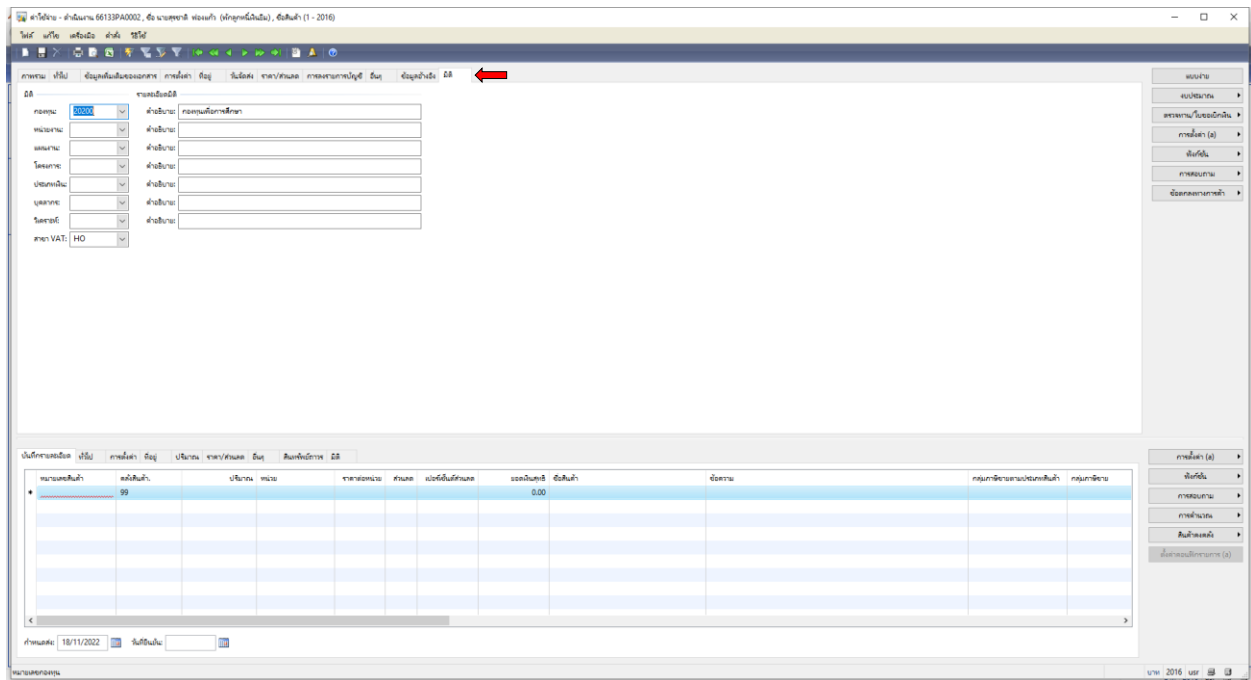 ค่าใช้จ่าย - ดำเนินงาน 66133PA0002 , ชื่อ นายสุชชาติ ฟองแก้ว (พักลูกหนี้เงินยืม) , ชื่อสินค้า (1 - 2016)
ไฟล์ แก้ไข เครื่องมือ คำสั่ง วิธีใช้
ภาพรวม ทั่วไป ข้อมูลเพิ่มเติมของเอกสาร การตั้งค่า ที่อยู่ วันจัดส่ง ราคา/ส่วนลด การลงรายการบัญชี อื่นๆ ข้อมูลอ้างอิง มิติ
แบบง่าย
มิติ รายละเอียดมิติ
งบประมาณ
กองทุน: 20200 คำอธิบาย: กองทุนเพื่อการศึกษา
ตรวจทาน/ใบขอเบิกเงิน
หน่วยงาน: คำอธิบาย:
การตั้งค่า (a)
แผนงาน: คำอธิบาย:
ฟังก์ชัน
โครงการ: คำอธิบาย:
การสอบถาม
ประเภทเงิน: คำอธิบาย:
ข้อตกลงทางการค้า
บุคลากร: คำอธิบาย:
วิเคราะห์: คำอธิบาย:
สาขา VAT: HO
บันทึกรายละเอียด ทั่วไป การตั้งค่า ที่อยู่ ปริมาณ ราคา/ส่วนลด อื่นๆ สินทรัพย์ถาวร มิติ
การตั้งค่า (a)
หมายเลขสินค้า คลังสินค้า. ปริมาณ หน่วย ราคาต่อหน่วย ส่วนลด เปอร์เซ็นต์ส่วนลด ยอดเงินสุทธิ ชื่อสินค้า ข้อความ กลุ่มภาษีขายตามประเภทสินค้า กลุ่มภาษีขาย
ฟังก์ชัน
99 0.00
การสอบถาม
การคำนวณ
สินค้าคงคลัง
กำหนดส่ง: 18/11/2022 วันที่ยืนยัน:
หมายเลขกองทุน
บาท 2016 usr